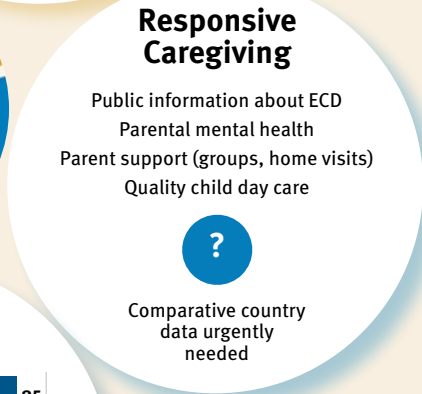 Responsive
Caregiving
Public information about ECD
Parental mental health
Parent support (groups, home visits)
Quality child day care
?
Comparative country
data urgently
needed